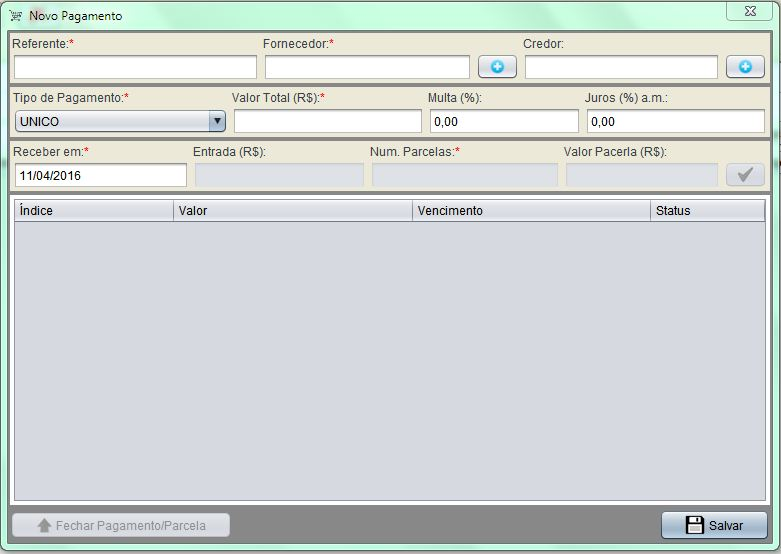 Novo Pagamento
Referente:* Fornecedor:* Credor:
Tipo de Pagamento:* Valor Total (R$):* Multa (%): Juros (%) a.m.:
UNICO 0,00 0,00
Receber em:* Entrada (R$): Num. Parcelas:* Valor Pacerla (R$):
11/04/2016
Índice Valor Vencimento Status
Fechar Pagamento/Parcela Salvar